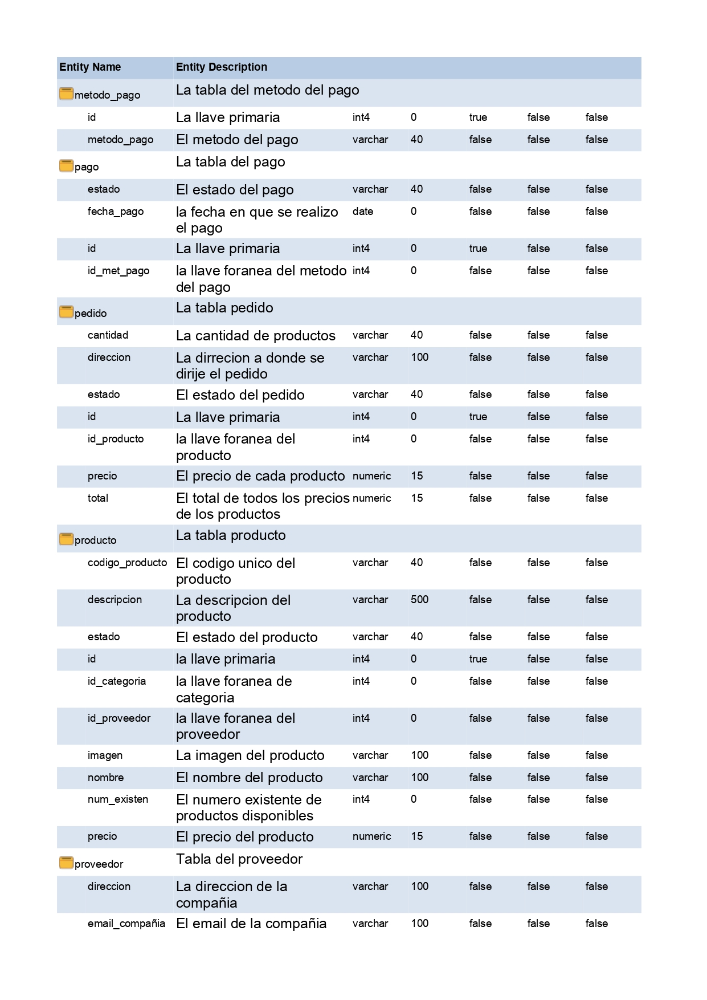 Entity Name Entity Description
metodo_pago La tabla del metodo del pago
id La llave primaria int4 0 true false false
metodo_pago El metodo del pago varchar 40 false false false
pago La tabla del pago
estado El estado del pago varchar 40 false false false
fecha_pago la fecha en que se realizo date 0 false false false
el pago
id La llave primaria int4 0 true false false
id_met_pago la llave foranea del metodo int4 0 false false false
del pago
pedido La tabla pedido
cantidad La cantidad de productos varchar 40 false false false
direccion La dirrecion a donde se varchar 100 false false false
dirije el pedido
estado El estado del pedido varchar 40 false false false
id La llave primaria int4 0 true false false
id_producto la llave foranea del int4 0 false false false
producto
precio El precio de cada producto numeric 15 false false false
total El total de todos los precios numeric 15 false false false
de los productos
producto La tabla producto
codigo_producto El codigo unico del varchar 40 false false false
producto
descripcion La descripcion del varchar 500 false false false
producto
estado El estado del producto varchar 40 false false false
id la llave primaria int4 0 true false false
id_categoria la llave foranea de int4 0 false false false
categoria
id_proveedor la llave foranea del int4 0 false false false
proveedor
imagen La imagen del producto varchar 100 false false false
nombre El nombre del producto varchar 100 false false false
num_existen El numero existente de int4 0 false false false
productos disponibles
precio El precio del producto numeric 15 false false false
proveedor Tabla del proveedor
direccion La direccion de la varchar 100 false false false
compañia
email_compañia El email de la compañia varchar 100 false false false